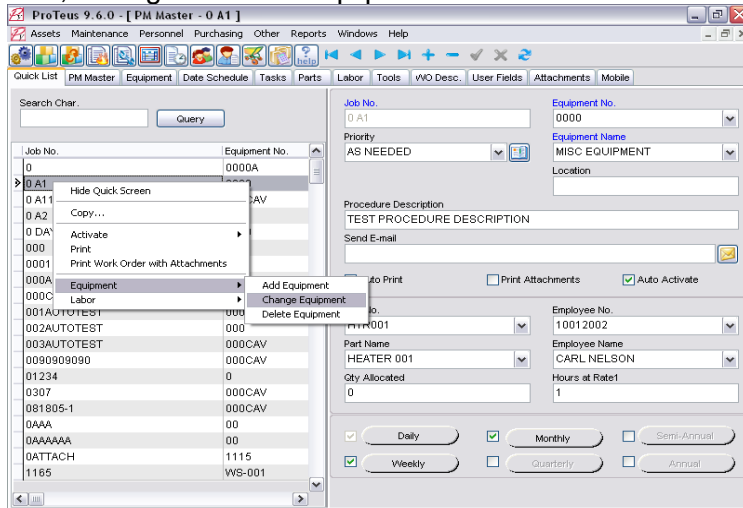 ProTeus 9.6.0 - [ PM Master - 0 A1 ]
Assets Maintenance Personnel Purchasing Other Reports Windows Help
help
Quick List PM Master Equipment Date Schedule Tasks Parts Labor Tools WO Desc. User Fields Attachments Mobile
Search Char.
Query
Job No. Equipment No.
0 0000A
0 A1
0 A11
0 A2
000
0001
001AUTOTEST
002AUTOTEST 000
003AUTOTEST 000CAV
0090909090 000CAV
01234 0
0307 000CAV
081805-1 000CAV
0AAA 00
0AAAAAA 00
0ATTACH 1115
1165 WS-001
Hide Quick Screen
Copy...
Activate
Print
Print Work Order with Attachments
Equipment
Labor
Add Equipment
Change Equipment
Delete Equipment
Job No. Equipment No.
0 A1 0000
Priority Equipment Name
AS NEEDED MISC EQUIPMENT
Location
Procedure Description
TEST PROCEDURE DESCRIPTION
Send E-mail
Print Attachments Auto Activate
Employee No.
10012002
Part Name Employee Name
HEATER 001 CARL NELSON
Qty Allocated Hours at Rate1
0 1
Daily Monthly Semi-Annual
Weekly Quarterly Annual